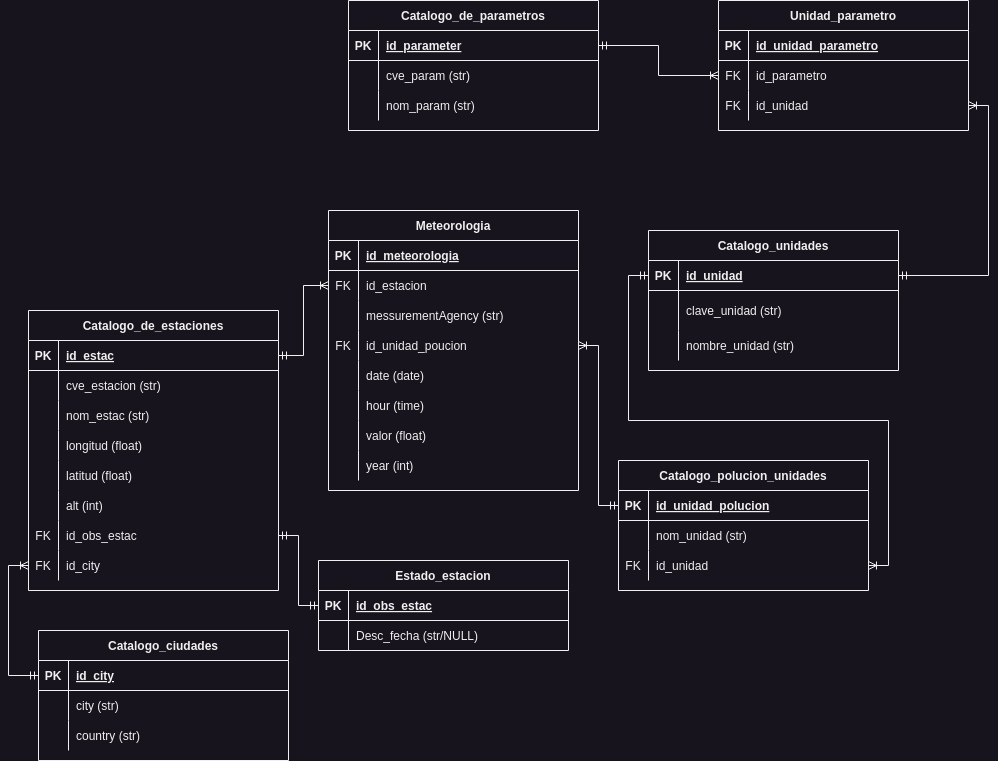 Catalogo_de_parametros
PK id_parameter
cve_param (str)
nom_param (str)
Unidad_parametro
PK id_unidad_parametro
FK id_parametro
FK id_unidad
Meteorologia
PK id_meteorologia
FK id_estacion
messurementAgency (str)
FK id_unidad_poucion
date (date)
hour (time)
valor (float)
year (int)
Catalogo_unidades
PK id_unidad
clave_unidad (str)
nombre_unidad (str)
Catalogo_de_estaciones
PK id_estac
cve_estacion (str)
nom_estac (str)
longitud (float)
latitud (float)
alt (int)
FK id_obs_estac
FK id_city
Catalogo_polucion_unidades
PK id_unidad_polucion
nom_unidad (str)
FK id_unidad
Estado_estacion
PK id_obs_estac
Desc_fecha (str/NULL)
Catalogo_ciudades
PK id_city
city (str)
country (str)